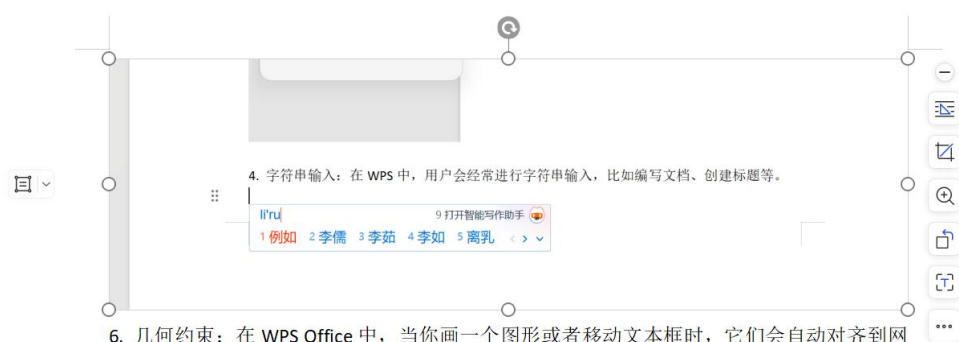 4. 字符串输入：在 WPS 中，用户会经常进行字符串输入，比如编写文档、创建标题等。
li'ru 9 打开智能写作助手
1 例如 2 李儒 3 李茹 4 李如 5 离乳
6. 几何约束：在 WPS Office 中，当你画一个图形或者移动文本框时，它们会自动对齐到网